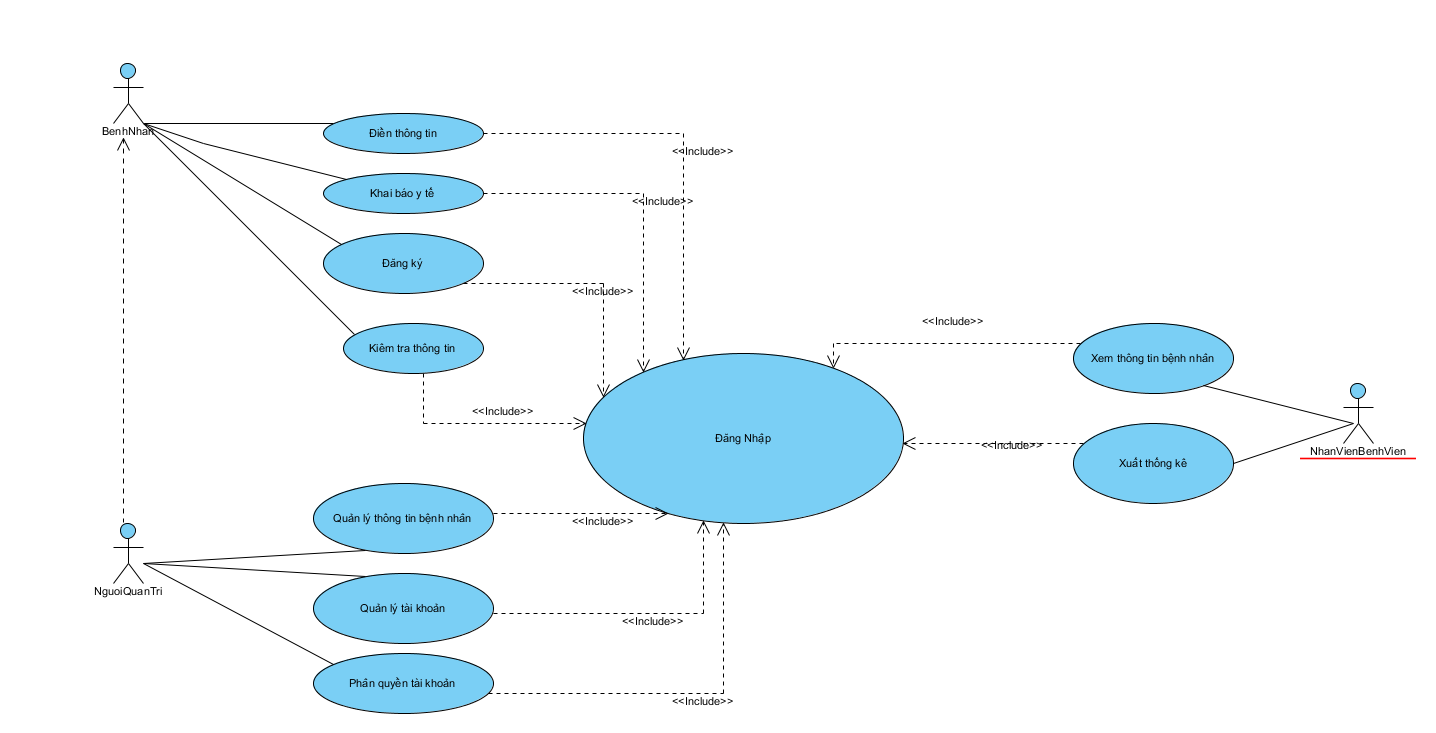 BenhNhan
Điền thông tin
<<Include>>
Khai báo y tế
<<Include>>
Đăng ký
<<Include>>
Kiểm tra thông tin
<<Include>>
Đăng Nhập
<<Include>>
Xem thông tin bệnh nhân
<<Include>>
Xuất thống kê
NhanVienBenhVien
Quản lý thông tin bệnh nhân
<<Include>>
NguoiQuanTri
Quản lý tài khoản
<<Include>>
Phân quyền tài khoản
<<Include>>